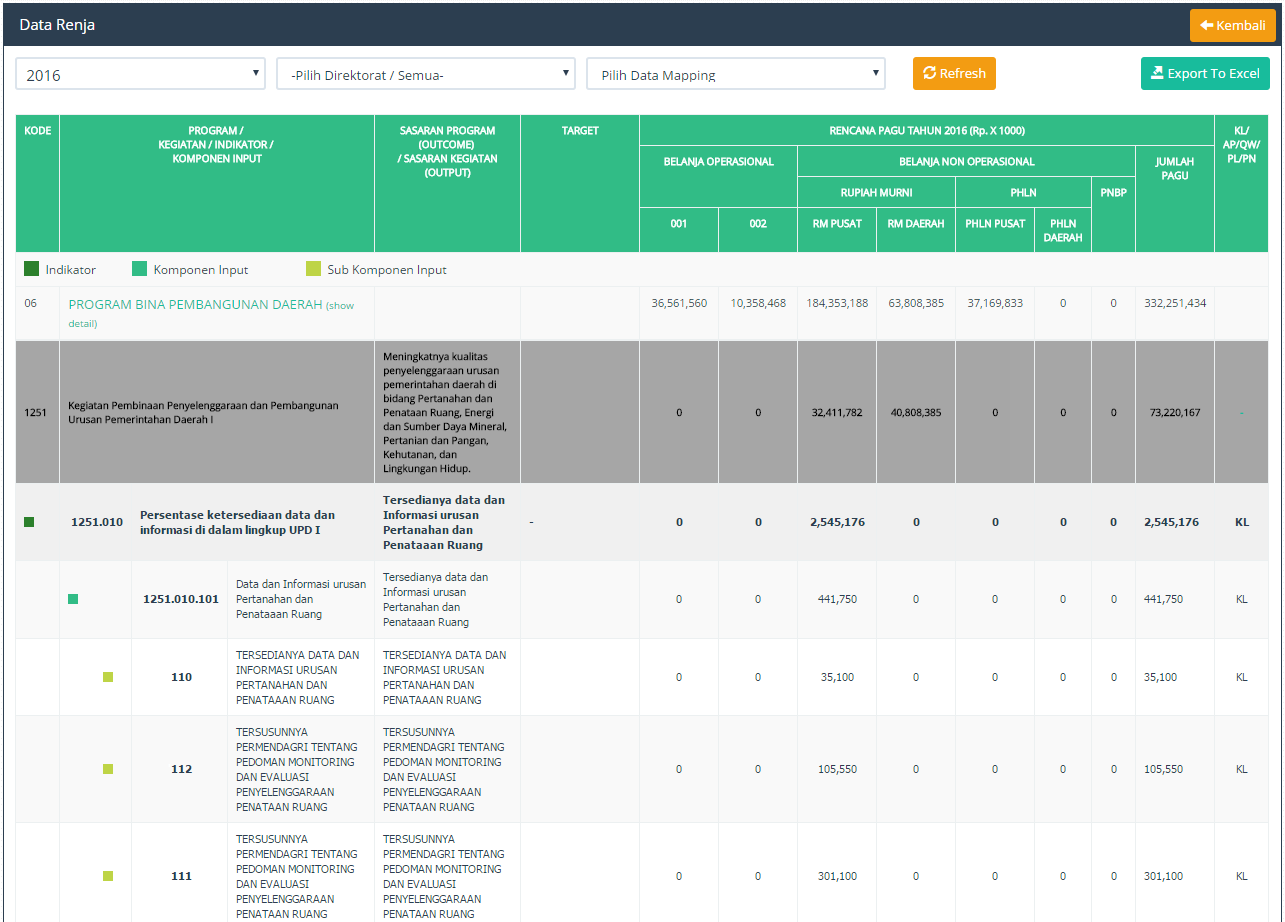 Data Renja
Kembali
2016
-Pilih Direktorat / Semua-
Pilih Data Mapping
Refresh
Export To Excel
KODE
PROGRAM /
KEGIATAN / INDIKATOR /
KOMPONEN INPUT
SASARAN PROGRAM
(OUTCOME)
/ SASARAN KEGIATAN
(OUTPUT)
TARGET
RENCANA PAGU TAHUN 2016 (Rp. X 1000)
KL/
AP/QW/
PL/PN
BELANJA OPERASIONAL
BELANJA NON OPERASIONAL
JUMLAH
PAGU
RUPIAH MURNI
PHLN
PNBP
001
002
RM PUSAT
RM DAERAH
PHLN PUSAT
PHLN
DAERAH
Indikator
Komponen Input
Sub Komponen Input
06
PROGRAM BINA PEMBANGUNAN DAERAH (show
detail)
36,561,560
10,358,468
184,353,188
63,808,385
37,169,833
0
0
332,251,434
1251
Kegiatan Pembinaan Penyelenggaraan dan Pembangunan
Urusan Pemerintahan Daerah I
Meningkatnya kualitas
penyelenggaraan urusan
pemerintahan daerah di
bidang Pertanahan dan
Penataan Ruang, Energi
dan Sumber Daya Mineral,
Pertanian dan Pangan,
Kehutanan, dan
Lingkungan Hidup.
0
0
32,411,782
40,808,385
0
0
0
73,220,167
-
1251.010
Persentase ketersediaan data dan
informasi di dalam lingkup UPD I
Tersedianya data dan
Informasi urusan
Pertanahan dan
Penataaan Ruang
-
0
0
2,545,176
0
0
0
0
2,545,176
KL
1251.010.101
Data dan Informasi urusan
Pertanahan dan
Penataaan Ruang
Tersedianya data dan
Informasi urusan
Pertanahan dan
Penataaan Ruang
0
0
441,750
0
0
0
0
441,750
KL
110
TERSEDIANYA DATA DAN
INFORMASI URUSAN
PERTANAHAN DAN
PENATAAAN RUANG
TERSEDIANYA DATA DAN
INFORMASI URUSAN
PERTANAHAN DAN
PENATAAAN RUANG
0
0
35,100
0
0
0
0
35,100
KL
112
TERSUSUNNYA
PERMENDAGRI TENTANG
PEDOMAN MONITORING
DAN EVALUASI
PENYELENGGARAAN
PENATAAN RUANG
TERSUSUNNYA
PERMENDAGRI TENTANG
PEDOMAN MONITORING
DAN EVALUASI
PENYELENGGARAAN
PENATAAN RUANG
0
0
105,550
0
0
0
0
105,550
KL
111
TERSUSUNNYA
PERMENDAGRI TENTANG
PEDOMAN MONITORING
DAN EVALUASI
PENYELENGGARAAN
PENATAAN RUANG
TERSUSUNNYA
PERMENDAGRI TENTANG
PEDOMAN MONITORING
DAN EVALUASI
PENYELENGGARAAN
PENATAAN RUANG
0
0
301,100
0
0
0
0
301,100
KL